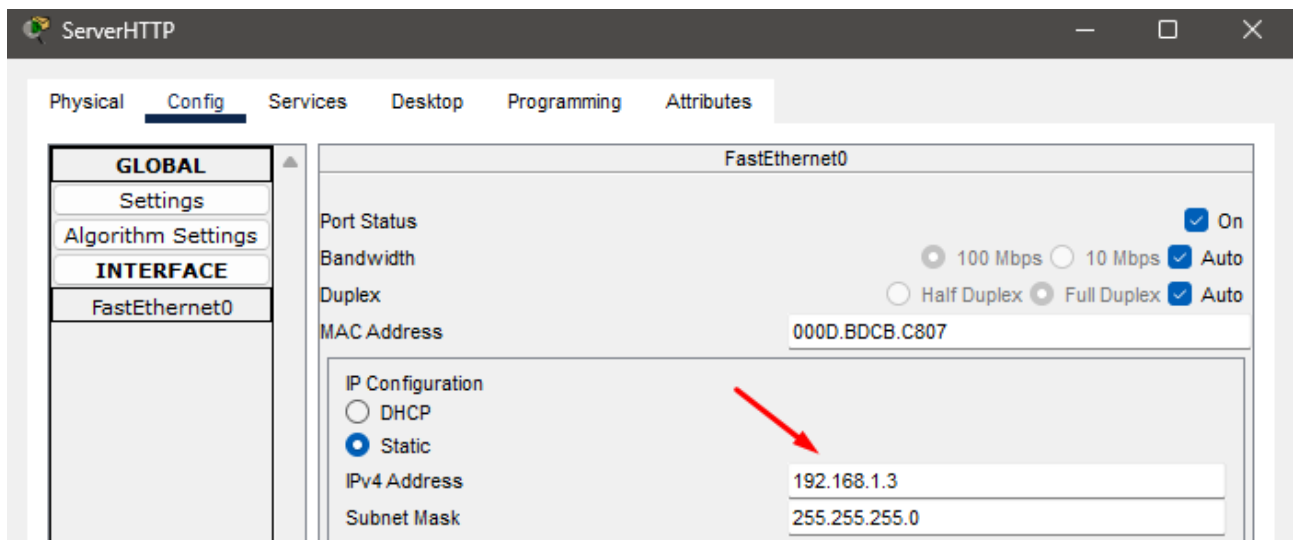 ServerHTTP
Physical Config Services Desktop Programming Attributes
GLOBAL
Settings
Algorithm Settings
INTERFACE
FastEthernet0
FastEthernet0
Port Status On
Bandwidth 100 Mbps 10 Mbps Auto
Duplex Half Duplex Full Duplex Auto
MAC Address 000D.BDCB.C807
IP Configuration
DHCP
Static
IPv4 Address 192.168.1.3
Subnet Mask 255.255.255.0